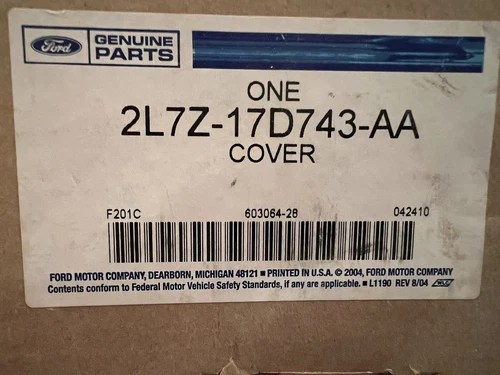 Ford GENUINE PARTS
ONE
2L7Z-17D743-AA
COVER
F201C 603064-28 042410
FORD MOTOR COMPANY, DEARBORN, MICHIGAN 48121 ■ PRINTED IN U.S.A. © 2004, FORD MOTOR COMPANY
Contents conform to Federal Motor Vehicle Safety Standards, if any are applicable. ■ L1190 REV 8/04